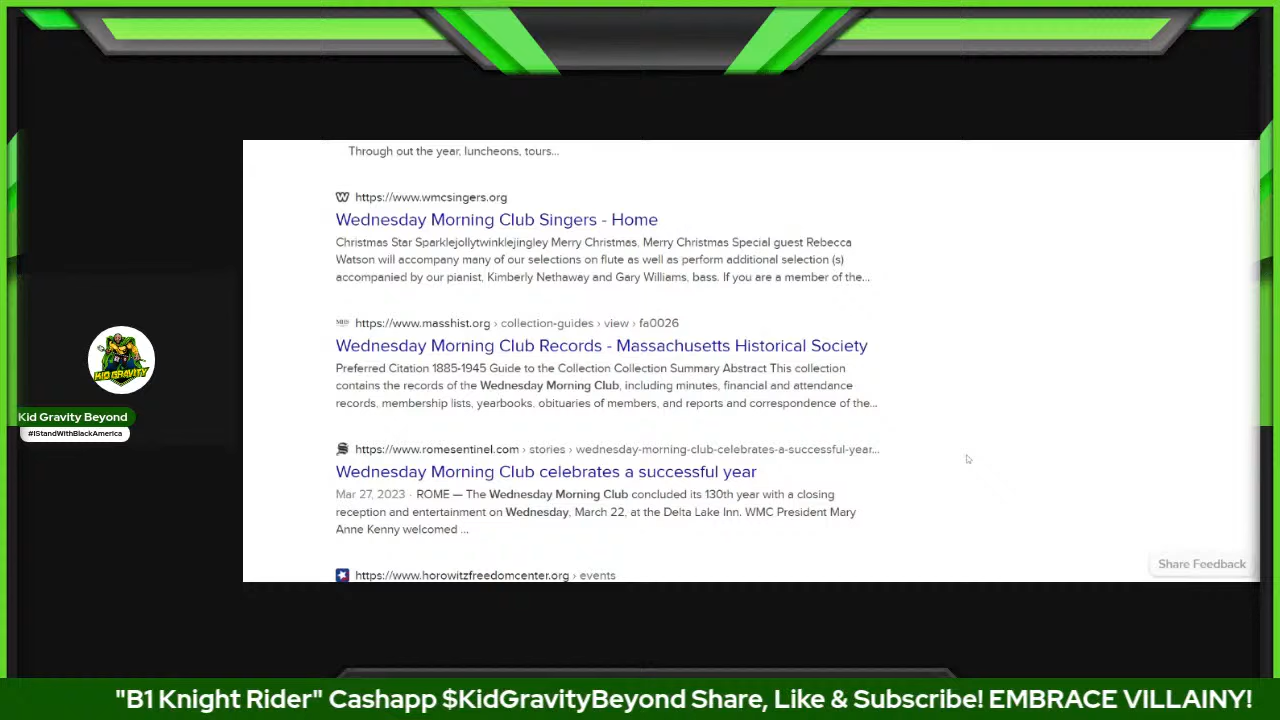 Through out the year, luncheons, tours...
https://www.wmcsingers.org
Wednesday Morning Club Singers - Home
Christmas Star Sparklejollytwinklejingley Merry Christmas, Merry Christmas Special guest Rebecca
Watson will accompany many of our selections on flute as well as perform additional selection (s)
accompanied by our pianist, Kimberly Nethaway and Gary Williams, bass. If you are a member of the...
https://www.masshist.org › collection-guides › view › fa0026
Wednesday Morning Club Records - Massachusetts Historical Society
Preferred Citation 1885-1945 Guide to the Collection Collection Summary Abstract This collection
contains the records of the Wednesday Morning Club, including minutes, financial and attendance
records, membership lists, yearbooks, obituaries of members, and reports and correspondence of the...
https://www.romesentinel.com › stories › wednesday-morning-club-celebrates-a-successful-year...
Wednesday Morning Club celebrates a successful year
Mar 27, 2023 · ROME — The Wednesday Morning Club concluded its 130th year with a closing
reception and entertainment on Wednesday, March 22, at the Delta Lake Inn. WMC President Mary
Anne Kenny welcomed ...
https://www.horowitzfreedomcenter.org › events
Share Feedback
KID GRAVITY
Kid Gravity Beyond
#IStandWithBlackAmerica
"B1 Knight Rider" Cashapp $KidGravityBeyond Share, Like & Subscribe! EMBRACE VILLAINY!